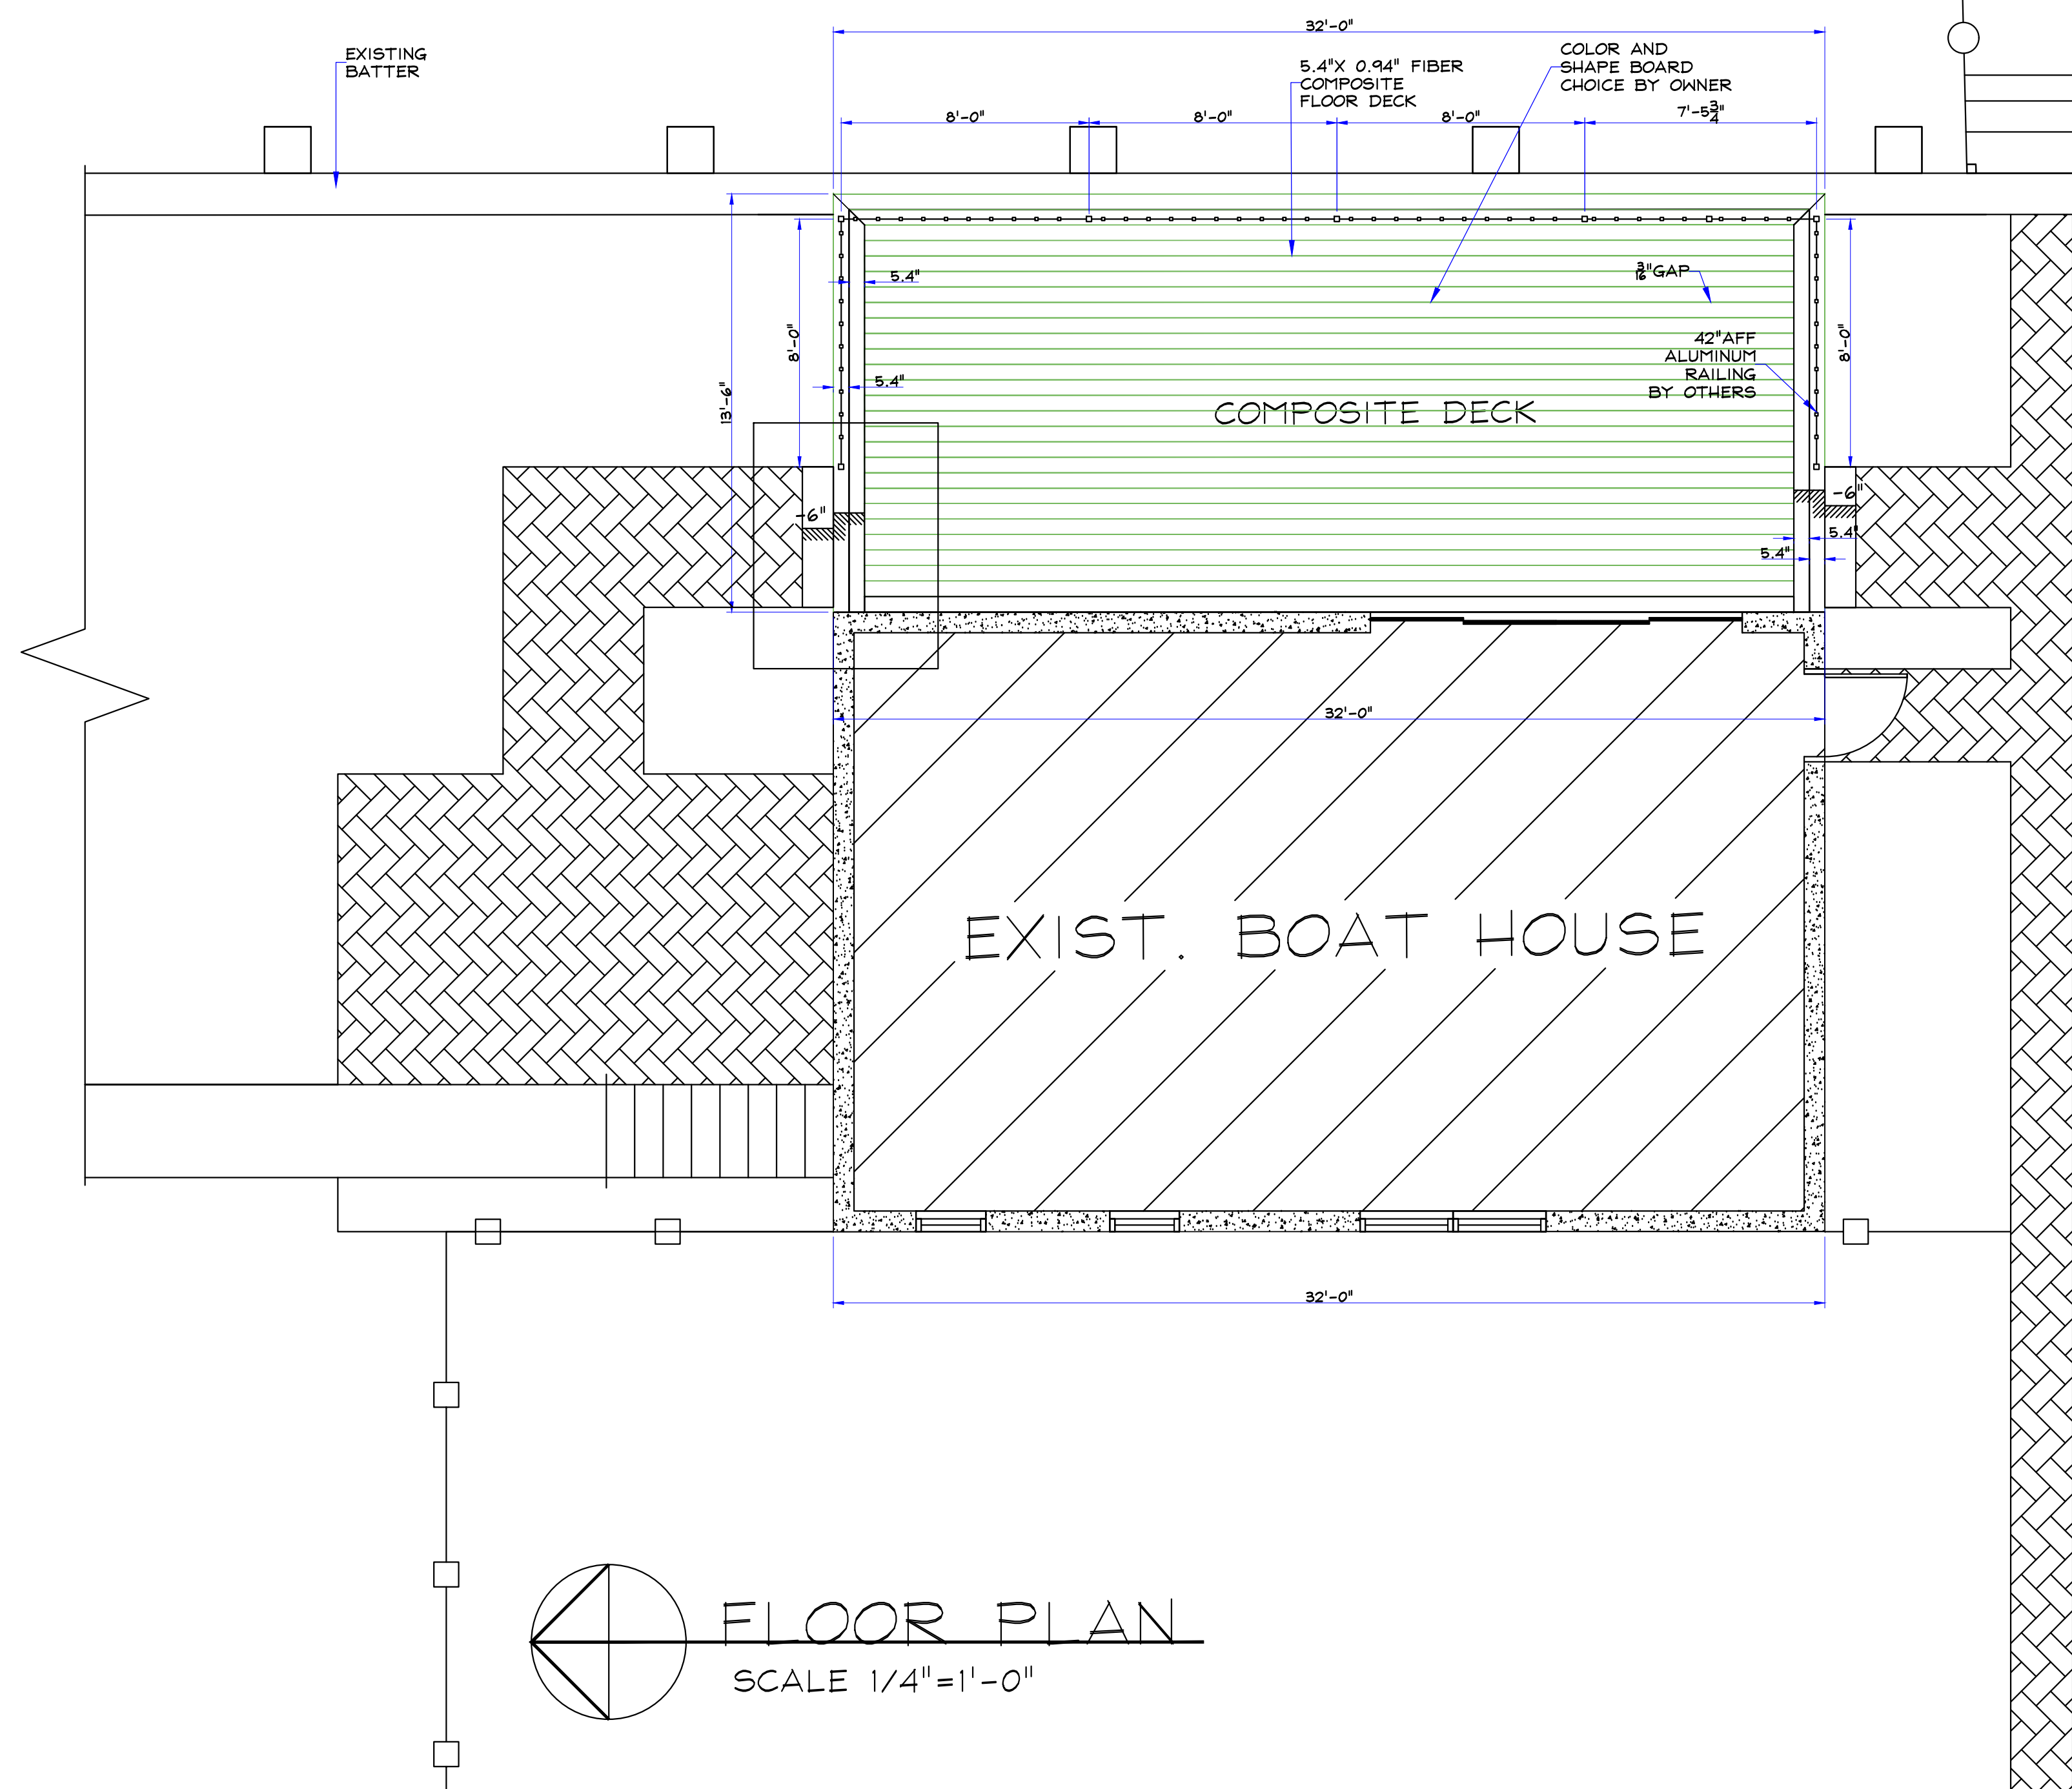 32'-0"
EXISTING
BATTER
5.4"X 0.94" FIBER
COMPOSITE
FLOOR DECK
COLOR AND
SHAPE BOARD
CHOICE BY OWNER
8'-0"
8'-0"
8'-0"
7'-5 3/4"
5.4"
3/16" GAP
8'-0"
42"AFF
ALUMINUM
RAILING
BY OTHERS
8'-0"
5.4"
13'-6"
COMPOSITE DECK
-6"
-6"
5.4"
5.4"
32'-0"
EXIST. BOAT HOUSE
32'-0"
FLOOR PLAN
SCALE 1/4"=1'-0"